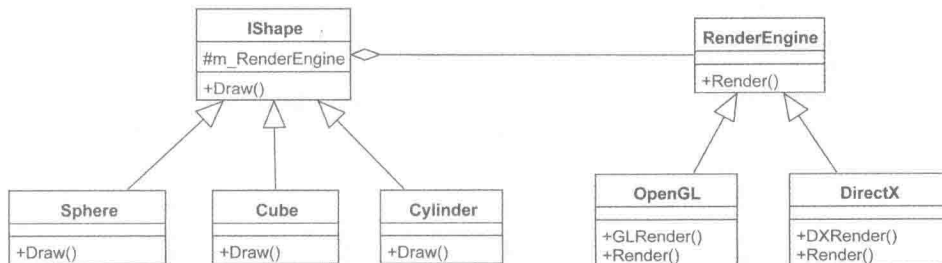 IShape
#m_RenderEngine
+Draw()
RenderEngine
+Render()
Sphere
+Draw()
Cube
+Draw()
Cylinder
+Draw()
OpenGL
+GLRender()
+Render()
DirectX
+DXRender()
+Render()